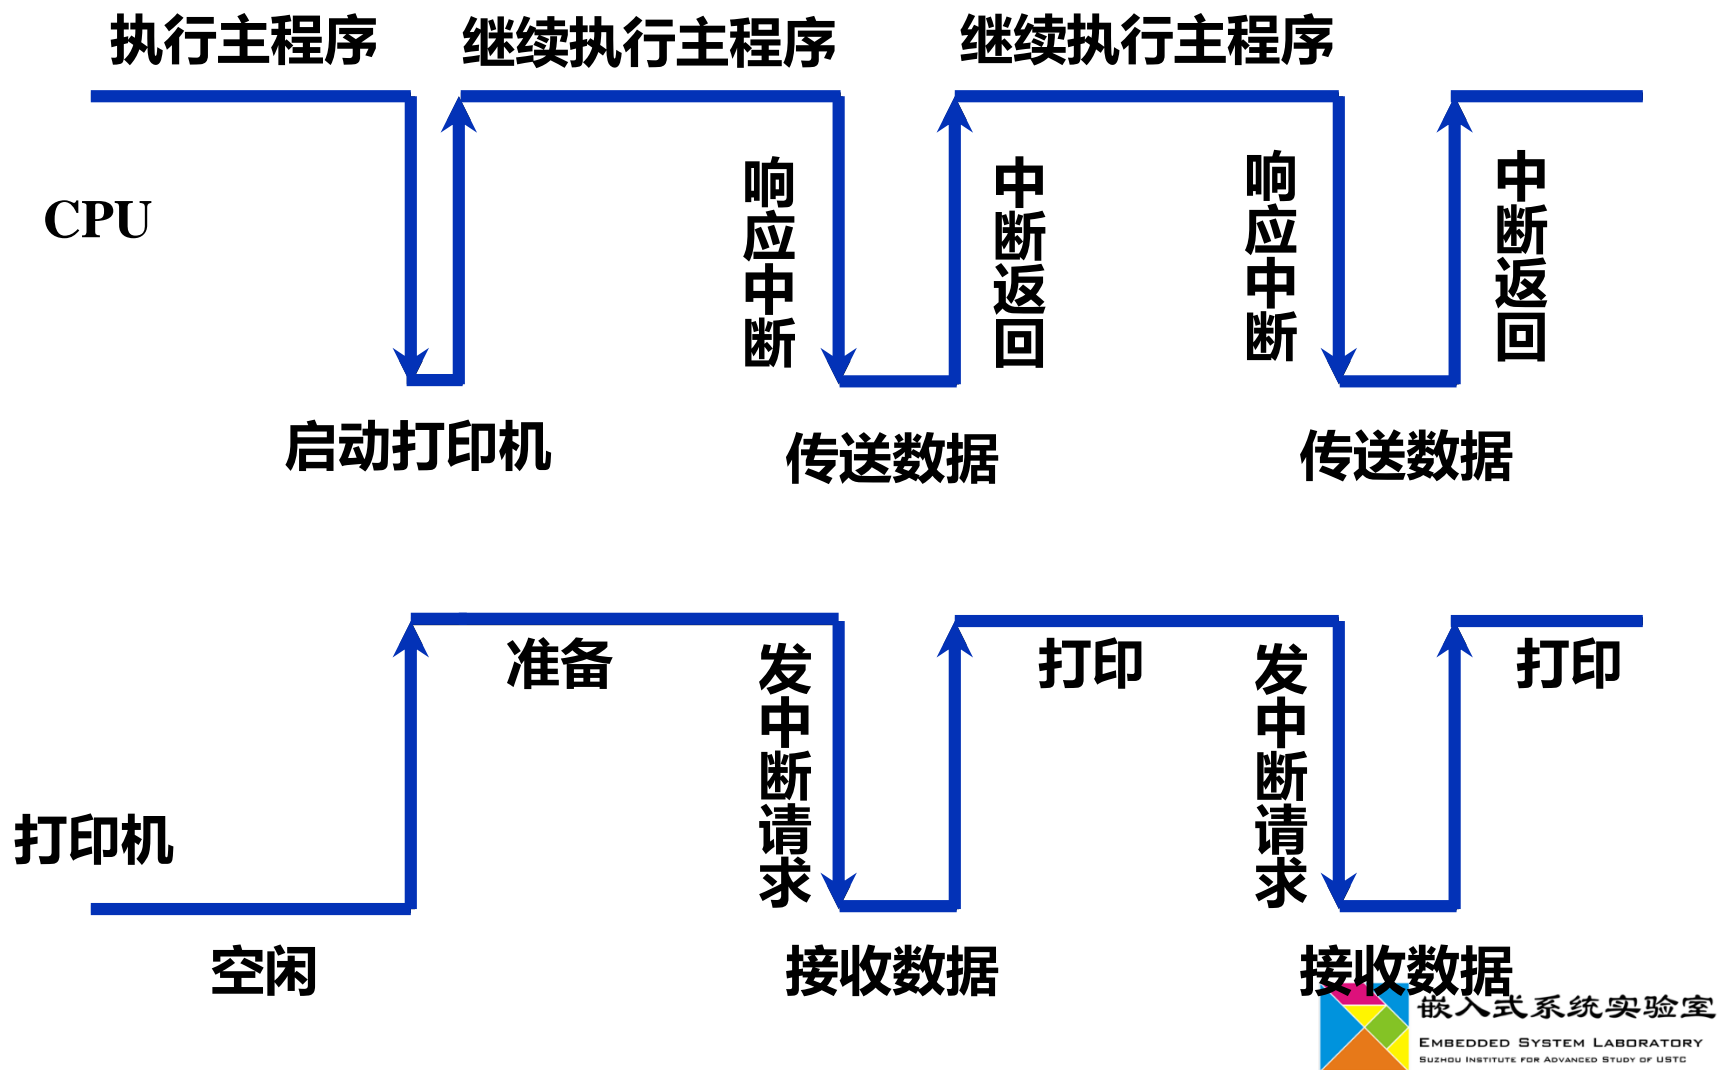 执行主程序
继续执行主程序
继续执行主程序
CPU
响应中断
中断返回
响应中断
中断返回
启动打印机
传送数据
传送数据
准备
发中断请求
打印
发中断请求
打印
打印机
空闲
接收数据
接收数据
嵌入式系统实验室
EMBEDDED SYSTEM LABORATORY
SUZHOU INSTITUTE FOR ADVANCED STUDY OF USTC